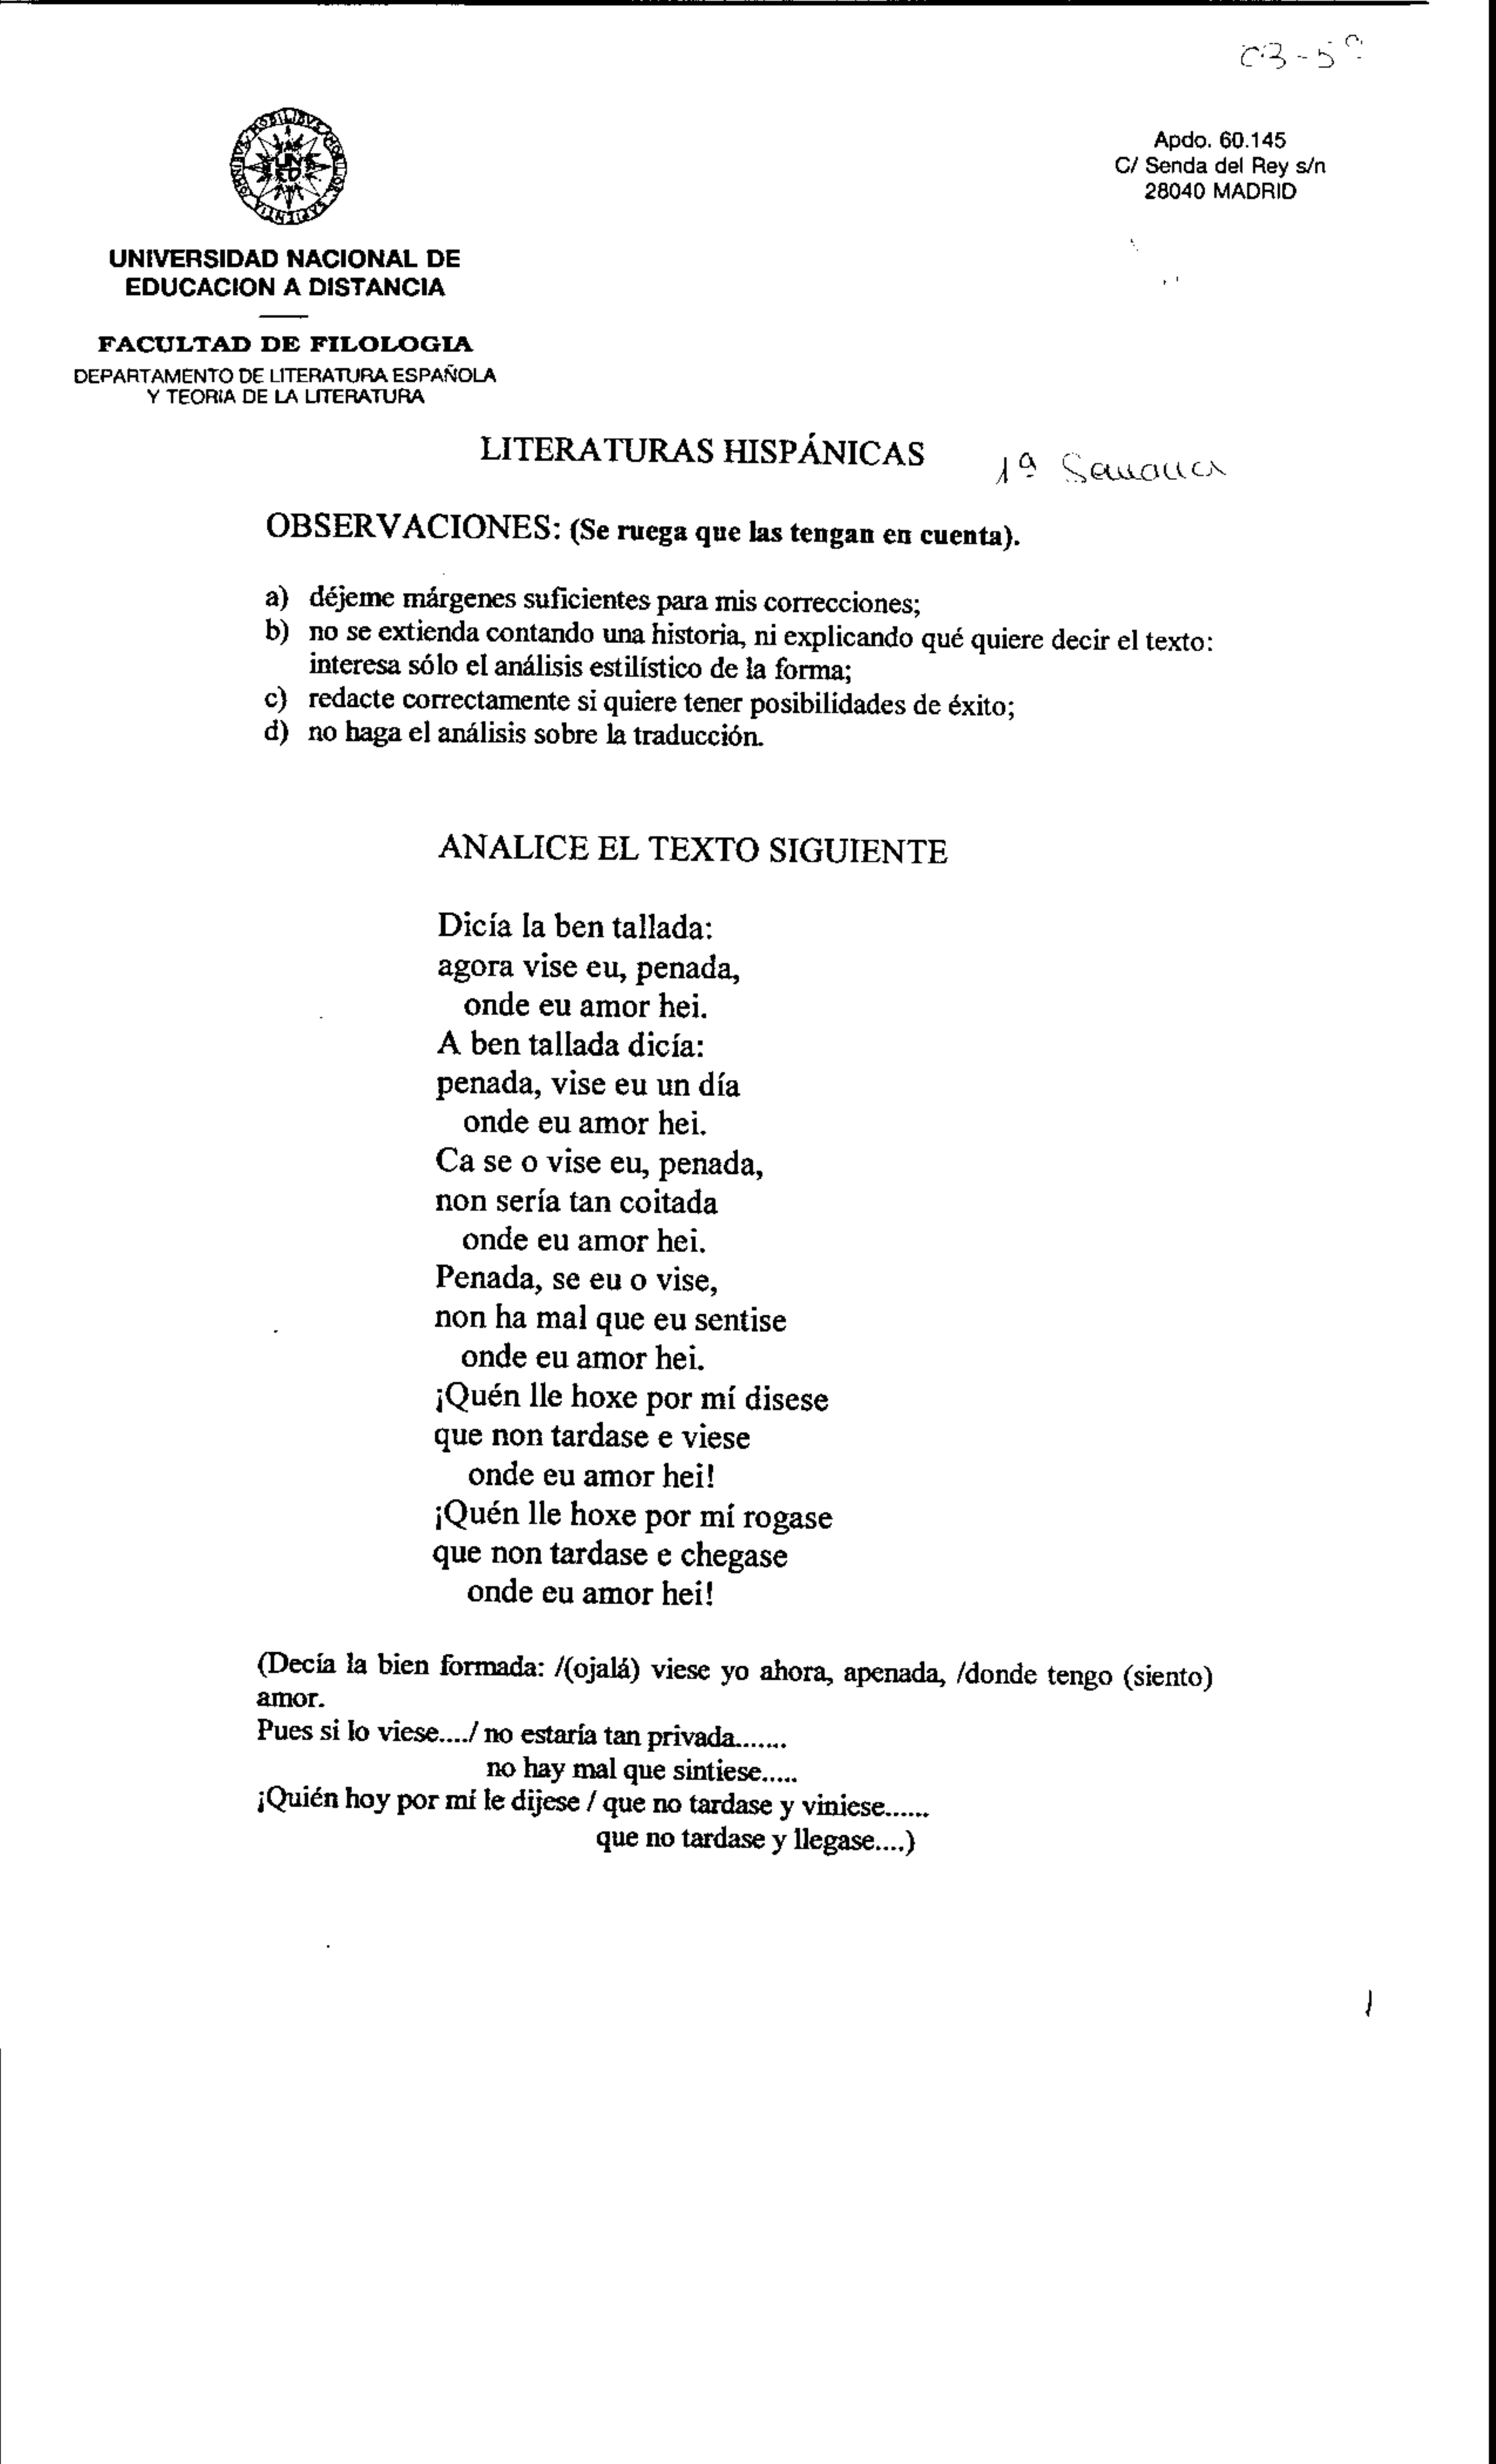 C3-5º
Apdo. 60.145
C/ Senda del Rey s/n
28040 MADRID
UNED
UNIVERSIDAD NACIONAL DE
EDUCACION A DISTANCIA
FACULTAD DE FILOLOGIA
DEPARTAMENTO DE LITERATURA ESPAÑOLA
Y TEORIA DE LA LITERATURA
LITERATURAS HISPÁNICAS 1ª Semana
OBSERVACIONES: (Se ruega que las tengan en cuenta).
a) déjeme márgenes suficientes para mis correcciones;
b) no se extienda contando una historia, ni explicando qué quiere decir el texto:
interesa sólo el análisis estilístico de la forma;
c) redacte correctamente si quiere tener posibilidades de éxito;
d) no haga el análisis sobre la traducción.
ANALICE EL TEXTO SIGUIENTE
Dicía la ben tallada:
agora vise eu, penada,
onde eu amor hei.
A ben tallada dicía:
penada, vise eu un día
onde eu amor hei.
Ca se o vise eu, penada,
non sería tan coitada
onde eu amor hei.
Penada, se eu o vise,
non ha mal que eu sentise
onde eu amor hei.
¡Quén lle hoxe por mí disese
que non tardase e viese
onde eu amor hei!
¡Quén lle hoxe por mí rogase
que non tardase e chegase
onde eu amor hei!
(Decía la bien formada: /(ojalá) viese yo ahora, apenada, /donde tengo (siento)
amor.
Pues si lo viese..../ no estaría tan privada.......
no hay mal que sintiese.....
¡Quién hoy por mí le dijese / que no tardase y viniese......
que no tardase y llegase....)